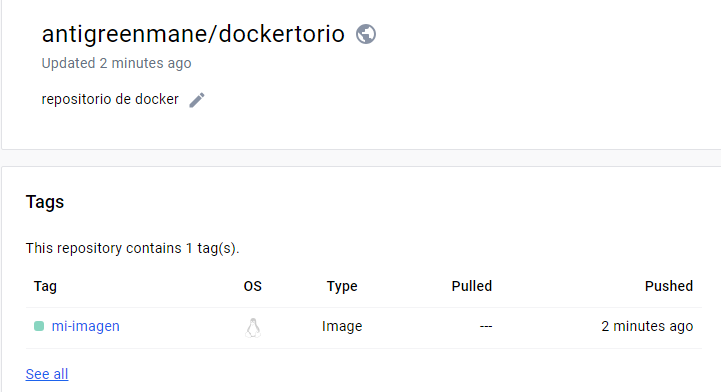 antigreenmane/dockertorio
Updated 2 minutes ago
repositorio de docker
Tags
This repository contains 1 tag(s).
Tag OS Type Pulled Pushed
mi-imagen Image --- 2 minutes ago
See all